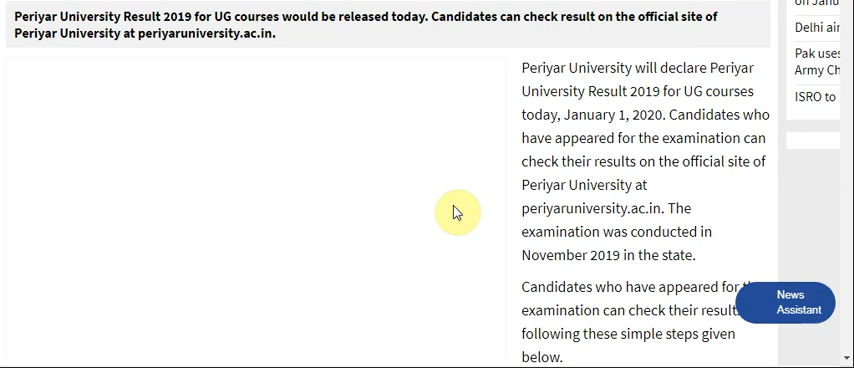 Periyar University Result 2019 for UG courses would be released today. Candidates can check result on the official site of
Periyar University at periyaruniversity.ac.in.
Periyar University will declare Periyar
University Result 2019 for UG courses
today, January 1, 2020. Candidates who
have appeared for the examination can
check their results on the official site of
Periyar University at
periyaruniversity.ac.in. The
examination was conducted in
November 2019 in the state.
Candidates who have appeared for
examination can check their result
following these simple steps given
below.
on Janu
Delhi air
Pak uses
Army Ch
ISRO to
News
Assistant